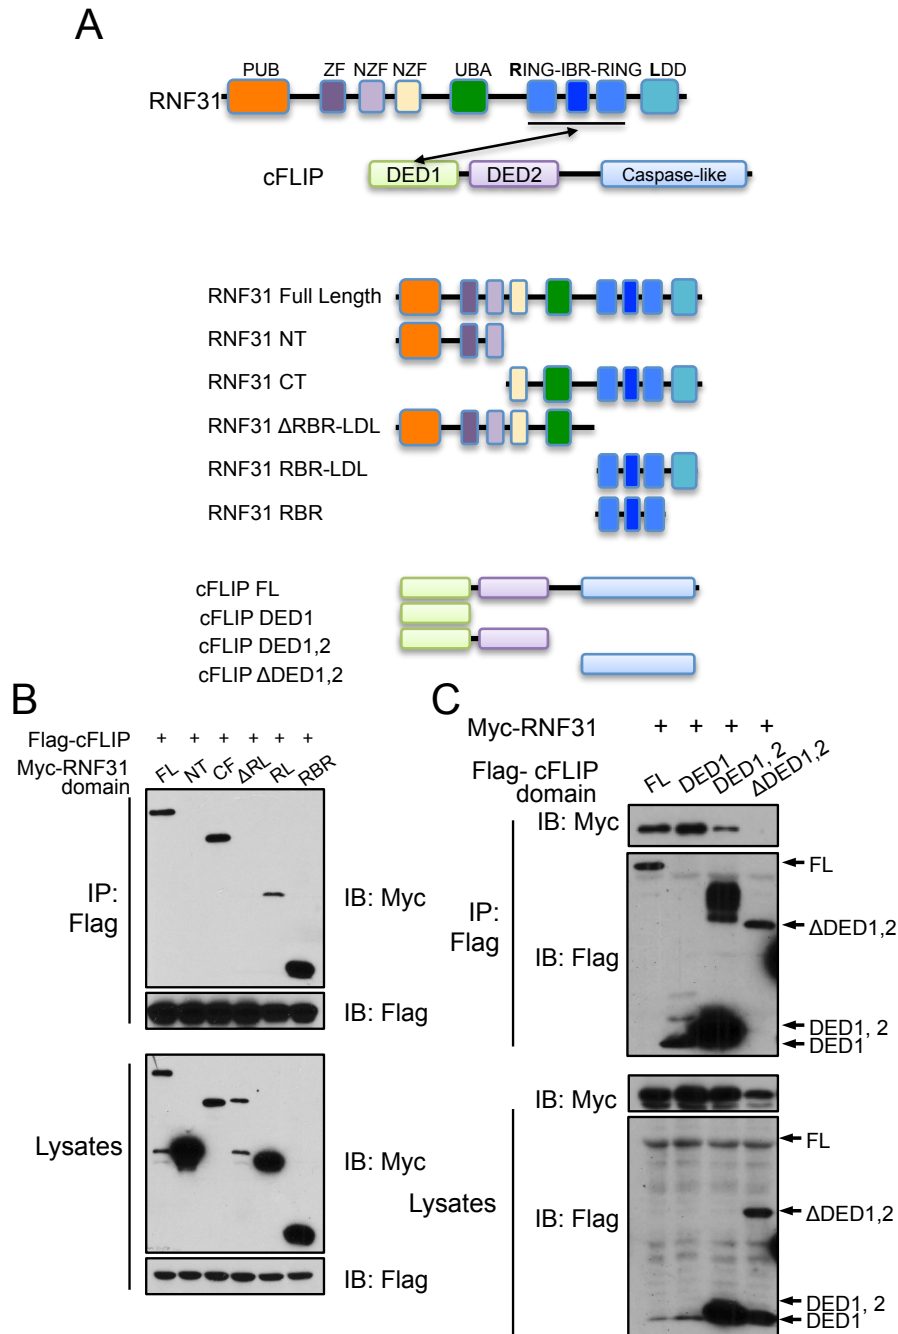 A
PUB ZF NZF NZF UBA RING-IBR-RING LDD
RNF31
cFLIP DED1 DED2 Caspase-like
RNF31 Full Length
RNF31 NT
RNF31 CT
RNF31 ΔRBR-LDL
RNF31 RBR-LDL
RNF31 RBR
cFLIP FL
cFLIP DED1
cFLIP DED1,2
cFLIP ΔDED1,2
B
Flag-cFLIP + + + + + +
Myc-RNF31 domain FL NT CF ΔRL RL RBR
IP: Flag
IB: Myc
IB: Flag
Lysates
IB: Myc
IB: Flag
C
Myc-RNF31 + + + +
Flag- cFLIP domain FL DED1 DED1, 2 ΔDED1,2
IP: Flag
IB: Myc
IB: Flag
FL
ΔDED1,2
DED1, 2
DED1
Lysates
IB: Myc
IB: Flag
FL
ΔDED1,2
DED1, 2
DED1